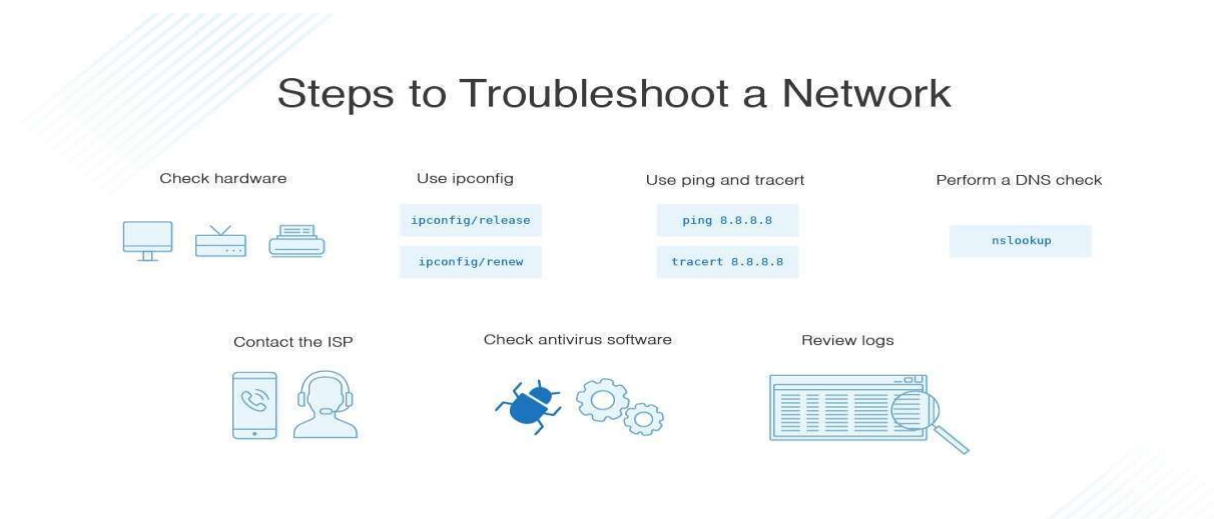 Steps to Troubleshoot a Network
Check hardware
Use ipconfig
ipconfig/release
ipconfig/renew
Use ping and tracert
ping 8.8.8.8
tracert 8.8.8.8
Perform a DNS check
nslookup
Contact the ISP
Check antivirus software
Review logs